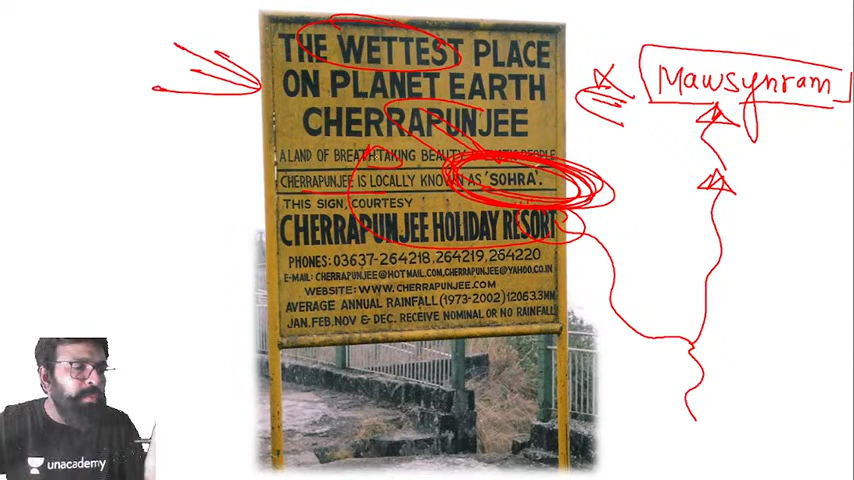 THE WETTEST PLACE
ON PLANET EARTH
CHERRAPUNJEE
A LAND OF BREATHTAKING BEAUTY PEOPLE
CHERRAPUNJEE IS LOCALLY KNOWN AS 'SOHRA'.
THIS SIGN, COURTESY
CHERRAPUNJEE HOLIDAY RESORT
PHONES: 03637-264218, 264219, 264220
E-MAIL: CHERRAPUNJEE@HOTMAIL.COM,CHERRAPUNJEE@YAHOO.CO.IN
WEBSITE: WWW.CHERRAPUNJEE.COM
AVERAGE ANNUAL RAINFALL (1973-2002) 12063.3MM
JAN, FEB, NOV & DEC. RECEIVE NOMINAL OR NO RAINFALL
Mawsynram
unacademy